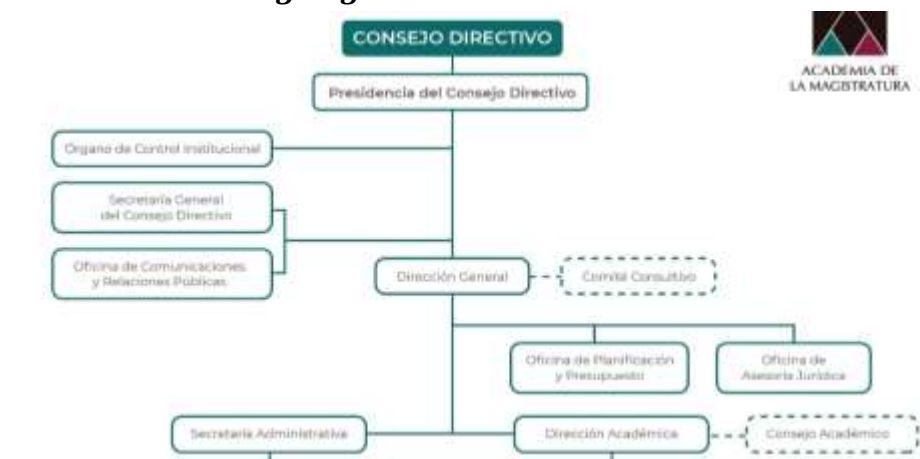 CONSEJO DIRECTIVO
ACADEMIA DE
LA MAGISTRATURA
Presidencia del Consejo Directivo
Órgano de Control Institucional
Secretaría General
del Consejo Directivo
Oficina de Comunicaciones
y Relaciones Públicas
Dirección General
Comité Consultivo
Oficina de Planificación
y Presupuesto
Oficina de
Asesoría Jurídica
Secretaría Administrativa
Dirección Académica
Consejo Académico